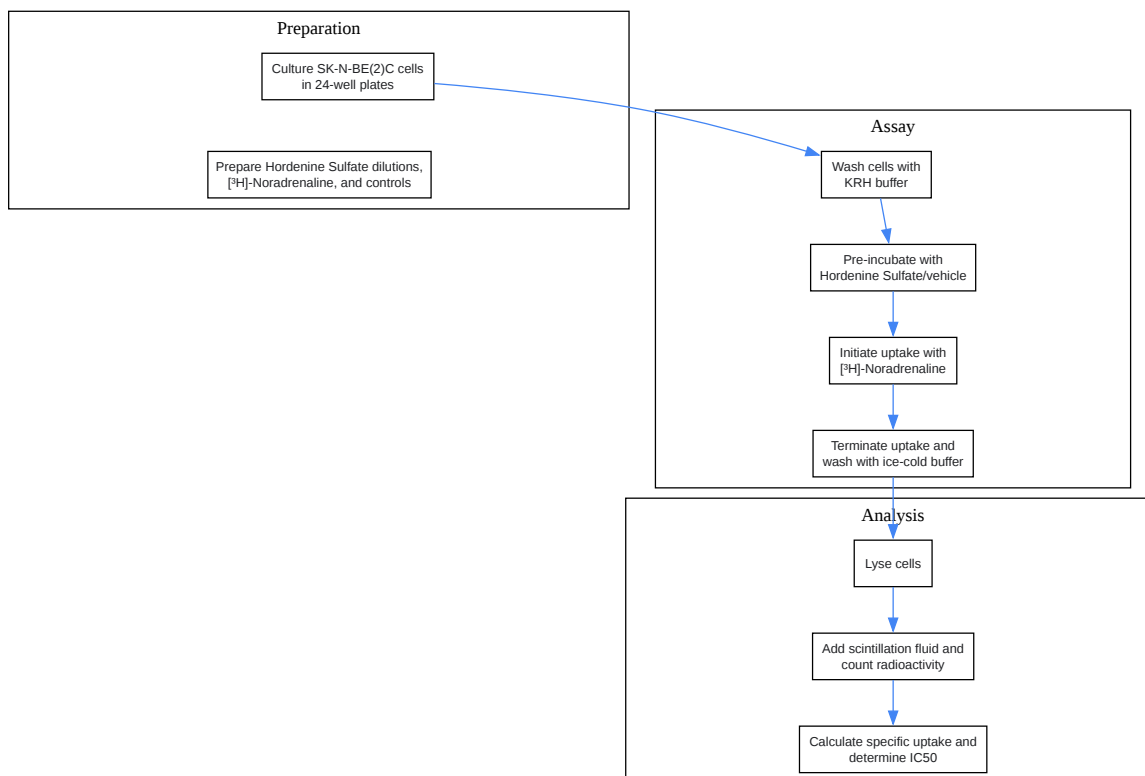 Preparation
Culture SK-N-BE(2)C cells
in 24-well plates
Prepare Hordenine Sulfate dilutions,
[³H]-Noradrenaline, and controls
Assay
Wash cells with
KRH buffer
Pre-incubate with
Hordenine Sulfate/vehicle
Initiate uptake with
[³H]-Noradrenaline
Terminate uptake and
wash with ice-cold buffer
Analysis
Lyse cells
Add scintillation fluid and
count radioactivity
Calculate specific uptake and
determine IC50